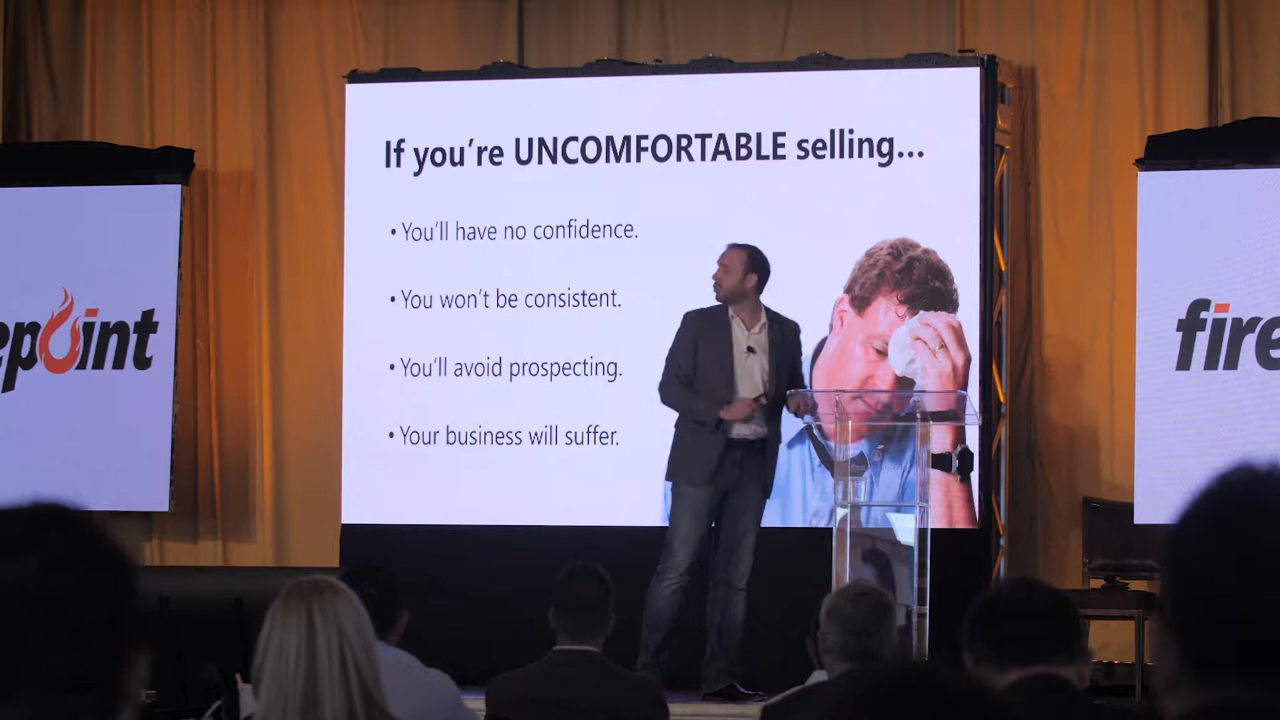 If you're UNCOMFORTABLE selling...
• You'll have no confidence.
• You won't be consistent.
• You'll avoid prospecting.
• Your business will suffer.
epoint
fire